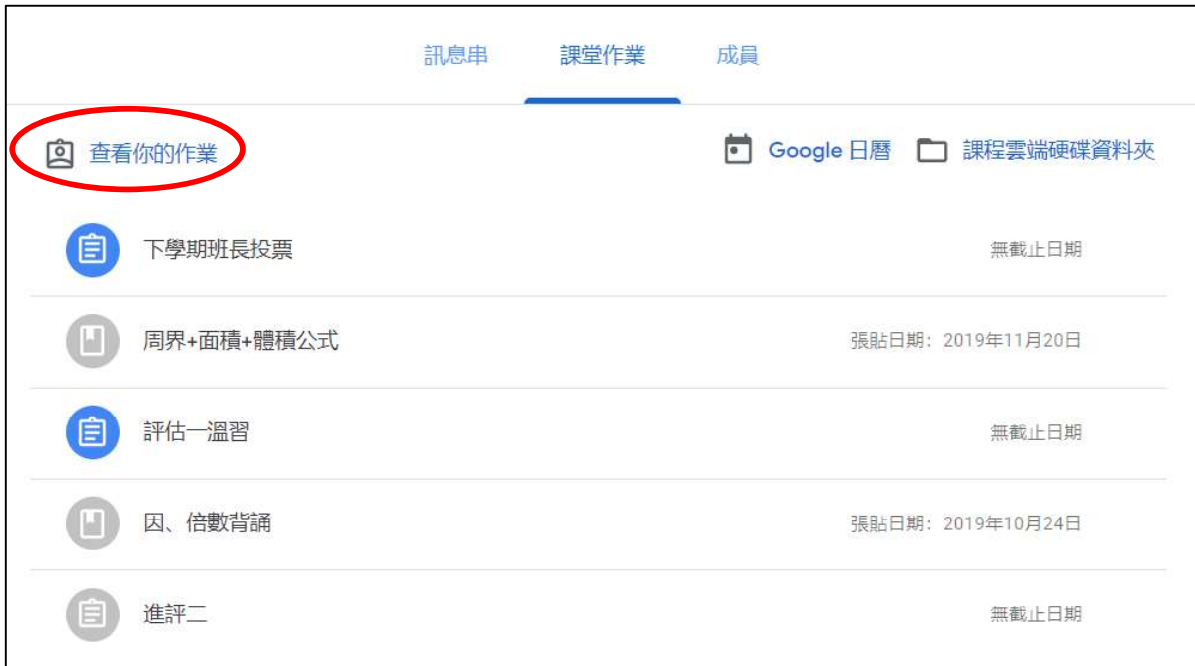 訊息串 課堂作業 成員
查看你的作業 Google 日曆 課程雲端硬碟資料夾
下學期班長投票 無截止日期
周界+面積+體積公式 張貼日期：2019年11月20日
評估一溫習 無截止日期
因、倍數背誦 張貼日期：2019年10月24日
進評二 無截止日期